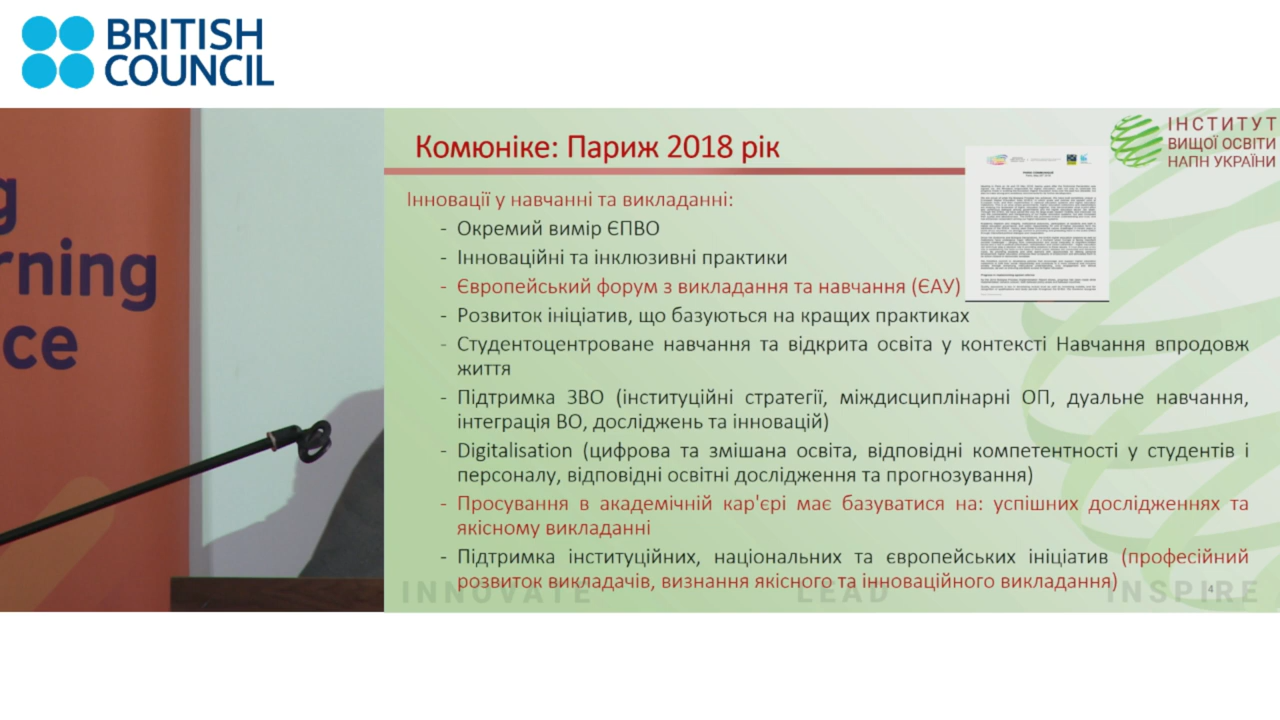 BRITISH
COUNCIL
g
rning
ce
Комюніке: Париж 2018 рік
ІНСТИТУТ
ВИЩОЇ ОСВІТИ
НАПН УКРАЇНИ
Інновації у навчанні та викладанні:
- Окремий вимір ЄПВО
- Інноваційні та інклюзивні практики
- Європейський форум з викладання та навчання (ЄАУ)
- Розвиток ініціатив, що базуються на кращих практиках
- Студентоцентроване навчання та відкрита освіта у контексті Навчання впродовж
життя
- Підтримка ЗВО (інституційні стратегії, міждисциплінарні ОП, дуальне навчання,
інтеграція ВО, досліджень та інновацій)
- Digitalisation (цифрова та змішана освіта, відповідні компетентності у студентів і
персоналу, відповідні освітні дослідження та прогнозування)
- Просування в академічній кар'єрі має базуватися на: успішних дослідженнях та
якісному викладанні
- Підтримка інституційних, національних та європейських ініціатив (професійний
розвиток викладачів, визнання якісного та інноваційного викладання)
INNOVATE LEAD INSPIRE
4